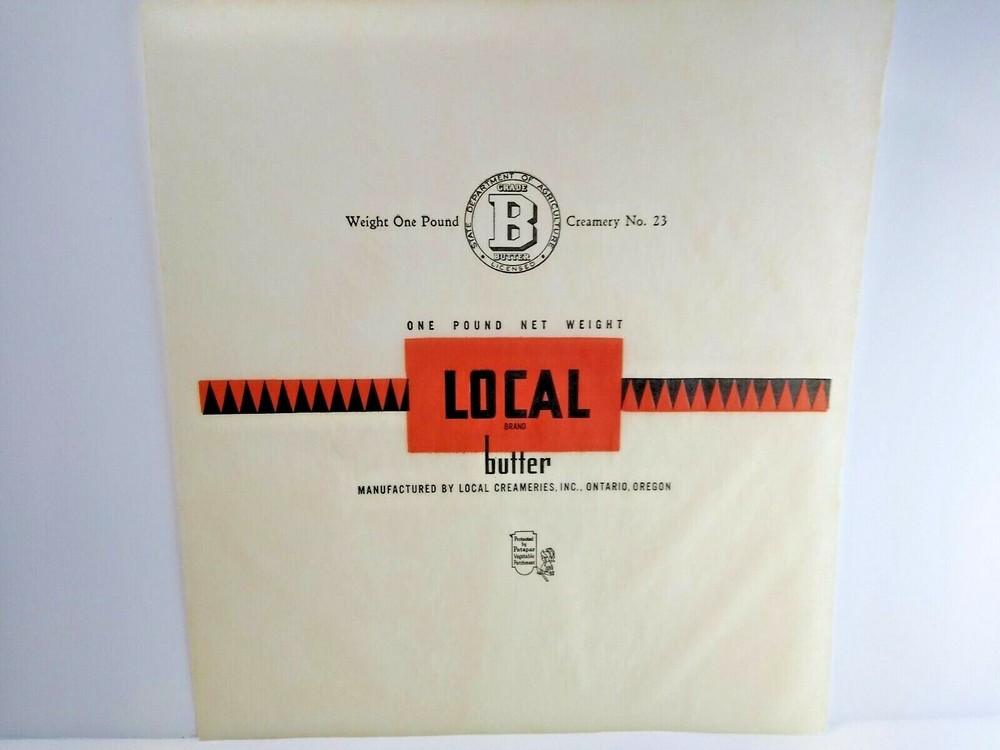 STATE DEPARTMENT OF AGRICULTURE
GRADE
Weight One Pound B Creamery No. 23
BUTTER
LICENSED
ONE POUND NET WEIGHT
LOCAL
BRAND
butter
MANUFACTURED BY LOCAL CREAMERIES, INC., ONTARIO, OREGON
Protected
by
Patapar
Vegetable
Parchment